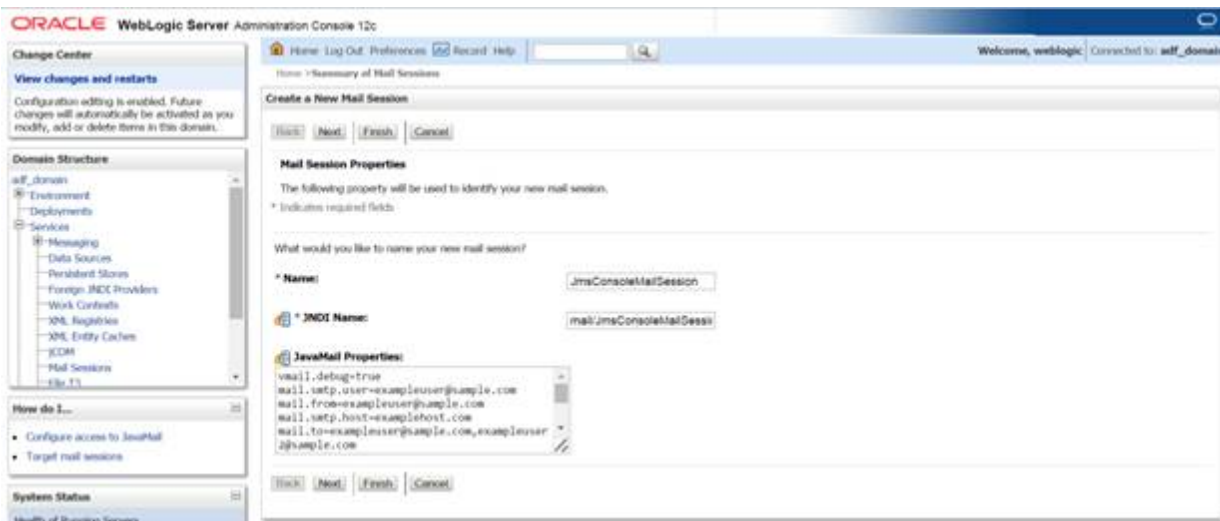 ORACLE WebLogic Server Administration Console 12c
Change Center
View changes and restarts
Configuration editing is enabled. Future
changes will automatically be activated as you
modify, add or delete items in this domain.
Domain Structure
adf_domain
Environment
Deployments
Services
Messaging
Data Sources
Persistent Stores
Foreign JNDI Providers
Work Contexts
XML Registries
XML Entity Caches
jCOM
Mail Sessions
File T3
How do I...
Configure access to JavaMail
Target mail sessions
System Status
Health of Running Servers
Home Log Out Preferences Record Help
Welcome, weblogic Connected to: adf_domain
Home >Summary of Mail Sessions
Create a New Mail Session
Back Next Finish Cancel
Mail Session Properties
The following property will be used to identify your new mail session.
* Indicates required fields
What would you like to name your new mail session?
* Name: JmsConsoleMailSession
* JNDI Name: mail/JmsConsoleMailSessi
JavaMail Properties:
vmail.debug=true
mail.smtp.user=exampleuser@sample.com
mail.from=exampleuser@sample.com
mail.smtp.host=examplehost.com
mail.to=exampleuser@sample.com,exampleuser
2@sample.com
Back Next Finish Cancel